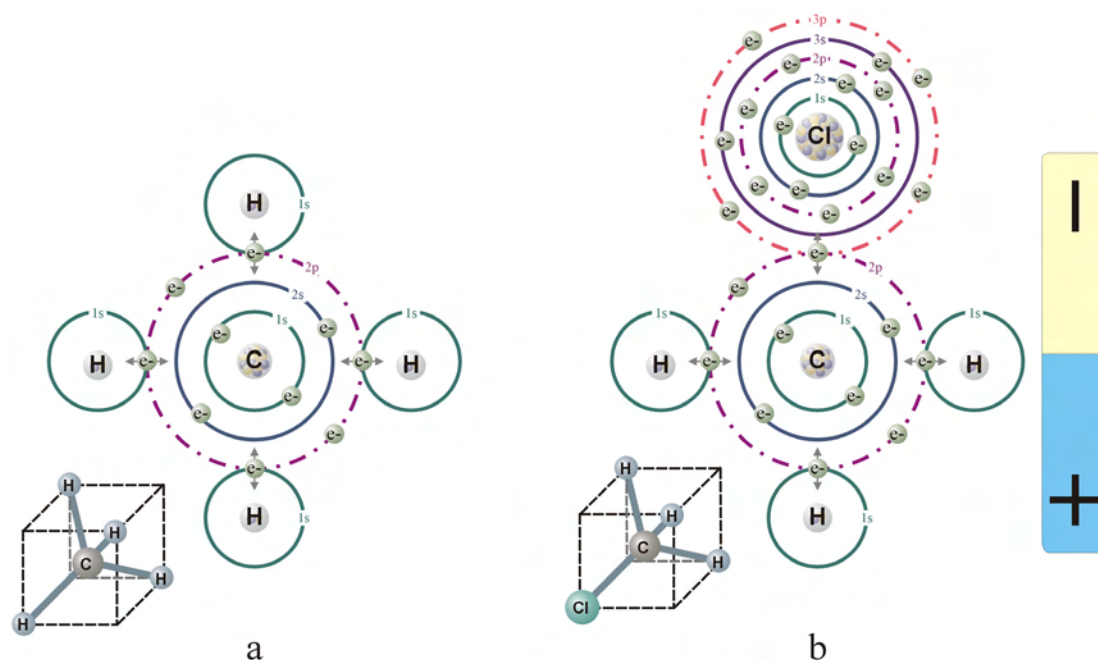 3p
3s
2p
2s
1s
e- e- e- e- e- e- e- e- e- e- e- e- e- e- e- e-
Cl
H
1s
e-
2p
2s
1s
e- e- e- e- e- e-
C
1s
H
e-
e-
H
1s
e-
H
1s
H
H
C
H
H
a
e-
2p
2s
1s
e- e- e- e- e- e-
C
1s
H
e-
e-
H
1s
e-
H
1s
H
H
C
H
Cl
b
–
+